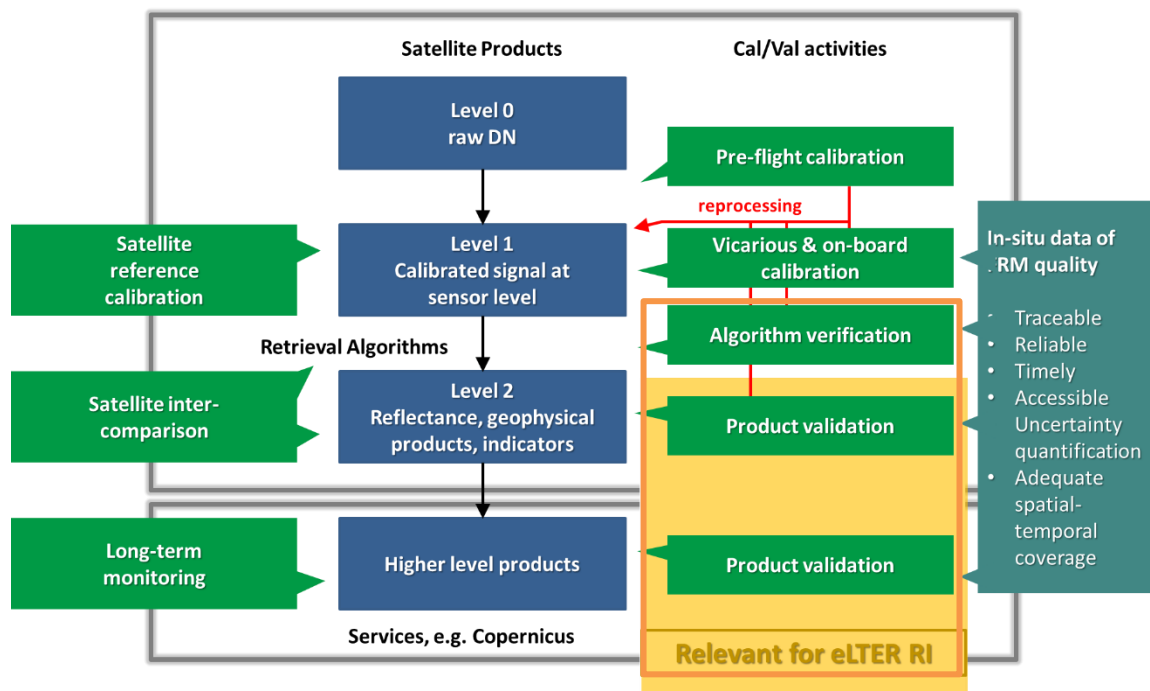 Satellite Products
Cal/Val activities
Level 0
raw DN
Pre-flight calibration
reprocessing
Satellite
reference
calibration
Level 1
Calibrated signal at
sensor level
Vicarious & on-board
calibration
In-situ data of
RM quality
• Traceable
• Reliable
• Timely
• Accessible
Uncertainty
quantification
• Adequate
spatial-
temporal
coverage
Algorithm verification
Retrieval Algorithms
Satellite inter-
comparison
Level 2
Reflectance, geophysical
products, indicators
Product validation
Long-term
monitoring
Higher level products
Product validation
Services, e.g. Copernicus
Relevant for eLTER RI